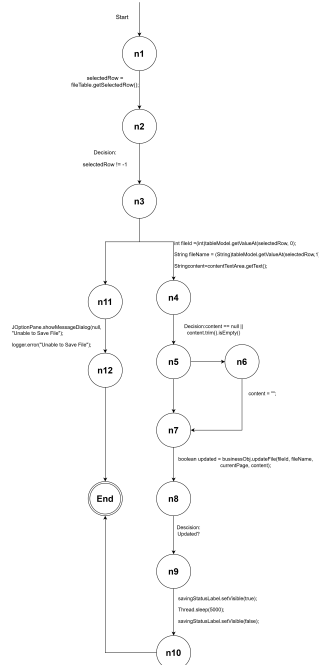 Start
n1
selectedRow =
fileTable.getSelectedRow();
n2
Decision:
selectedRow != -1
n3
int fileId =(int)tableModel.getValueAt(selectedRow, 0);
String fileName = (String)tableModel.getValueAt(selectedRow,1)
Stringcontent=contentTextArea.getText();
n11
n4
JOptionPane.showMessageDialog(null,
"Unable to Save File");
logger.error("Unable to Save File");
Decision:content == null ||
content.trim().isEmpty()
n12
n5
n6
content = "";
n7
boolean updated = businessObj.updateFile(fileId, fileName,
currentPage, content);
End
n8
Descision:
Updated?
n9
savingStatusLabel.setVisible(true);
Thread.sleep(5000);
savingStatusLabel.setVisible(false);
n10